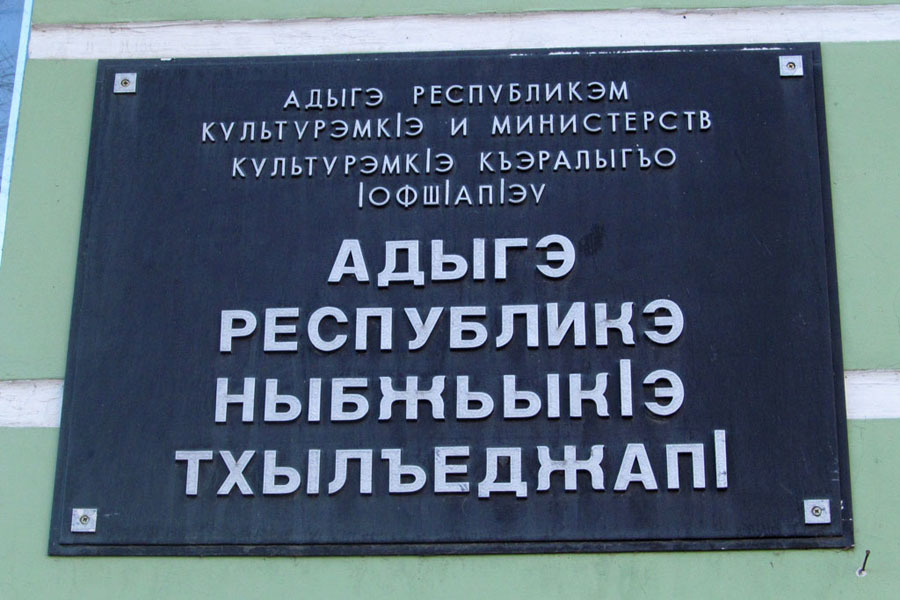 АДЫГЭ РЕСПУБЛИКЭМ
КУЛЬТУРЭМКӀЭ И МИНИСТЕРСТВ
КУЛЬТУРЭМКӀЭ КЪЭРАЛЫГЪО
ӀОФШӀАПӀЭУ
АДЫГЭ
РЕСПУБЛИКЭ
НЫБЖЬЫКӀЭ
ТХЫЛЪЕДЖАПӀ